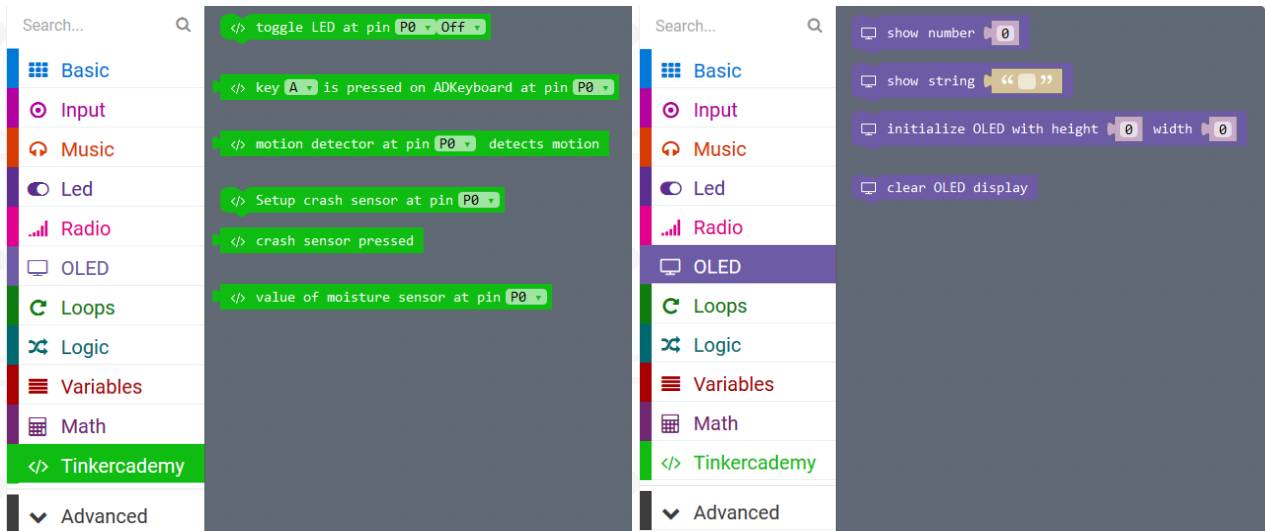 Search...
Basic
Input
Music
Led
Radio
OLED
Loops
Logic
Variables
Math
Tinkercademy
Advanced
toggle LED at pin P0 Off
key A is pressed on ADKeyboard at pin P0
motion detector at pin P0 detects motion
Setup crash sensor at pin P0
crash sensor pressed
value of moisture sensor at pin P0
Search...
Basic
Input
Music
Led
Radio
OLED
Loops
Logic
Variables
Math
Tinkercademy
Advanced
show number 0
show string “ ”
initialize OLED with height 0 width 0
clear OLED display